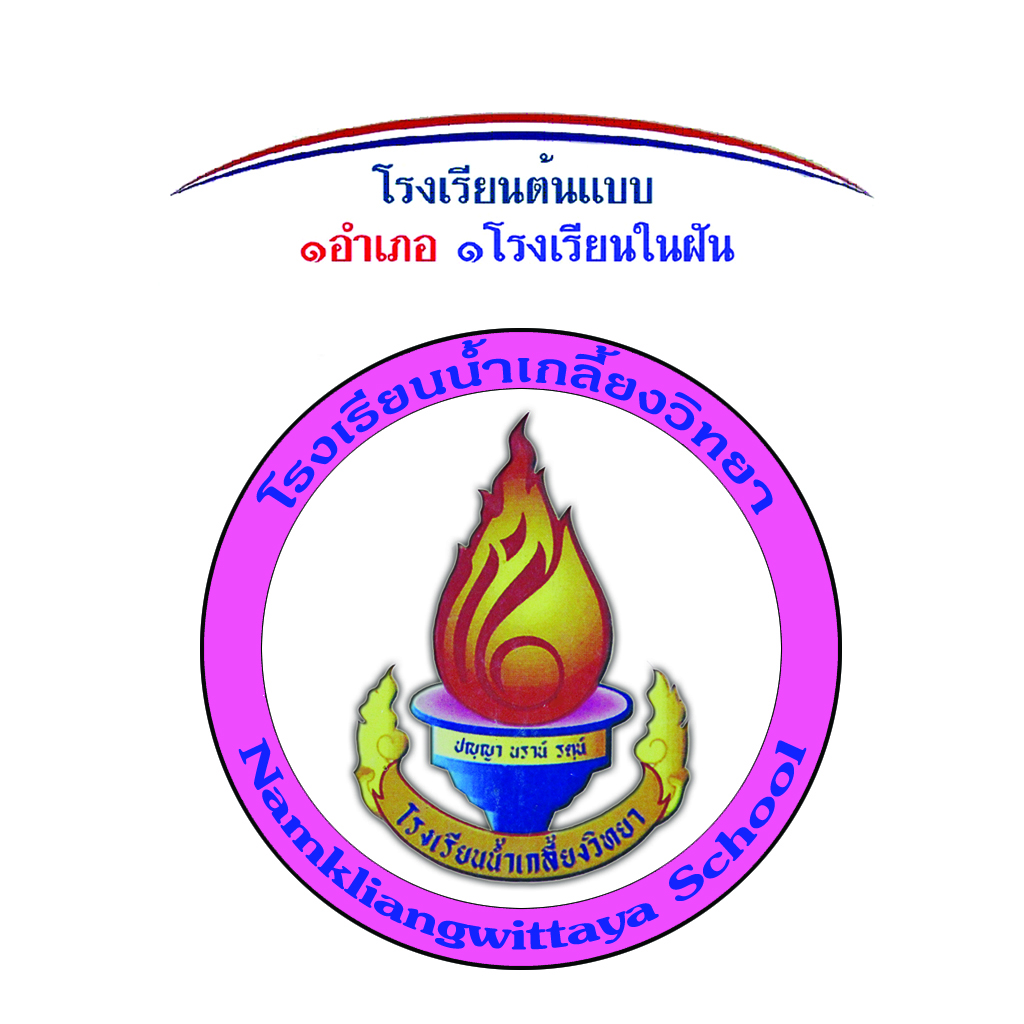 โรงเรียนต้นแบบ
๑อำเภอ ๑โรงเรียนในฝัน
โรงเรียนน้ำเกลี้ยงวิทยา
ปญฺญา นรานํ รตนํ
โรงเรียนน้ำเกลี้ยงวิทยา
Namkliangwittaya School